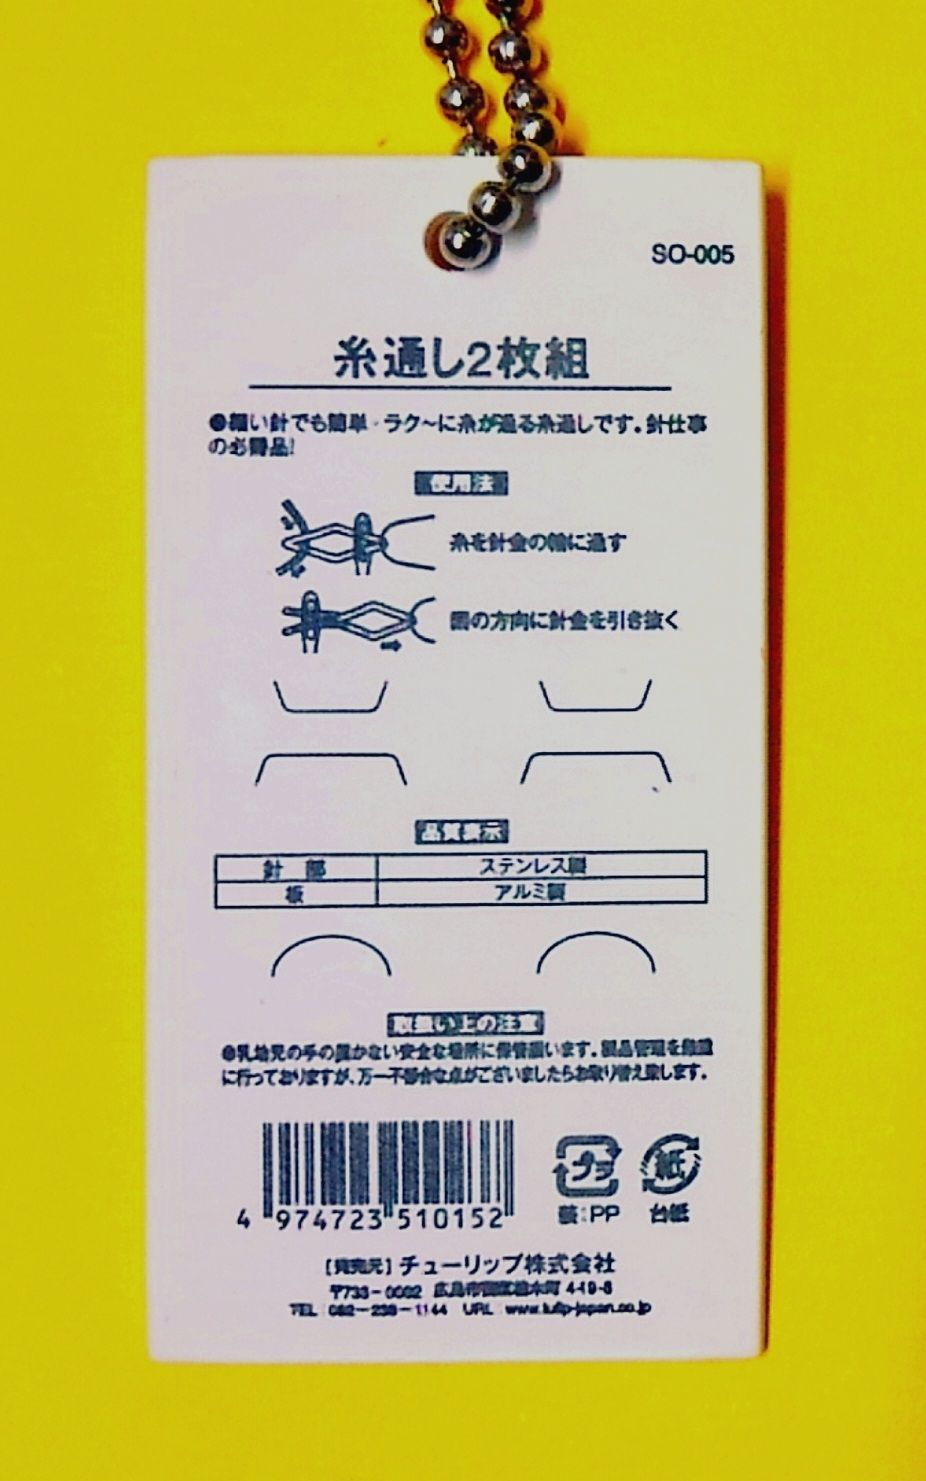 SO-005
糸通し2枚組
●細い針でも簡単・ラク〜に糸が通る糸通しです。針仕事
の必需品!
使用法
糸を針金の輪に通す
図の方向に針金を引き抜く
品質表示
針 部 ステンレス製
板 アルミ製
取扱い上の注意
●乳幼児の手の届かない安全な場所に保管願います。製品管理を厳重
に行っておりますが、万一不都合な点がございましたらお取り替え致します。
プラ 紙
装:PP 台紙
4 974723 510152
[発売元] チューリップ株式会社
〒733-0002 広島市西区楠木町 4-19-8
TEL:082-238-1144 URL:www.tulip-japan.co.jp